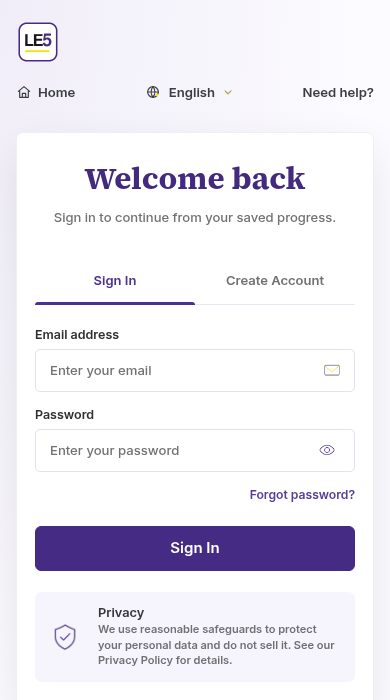 LE5
Home
English
Need help?
Welcome back
Sign in to continue from your saved progress.
Sign In
Create Account
Email address
Enter your email
Password
Enter your password
Forgot password?
Sign In
Privacy
We use reasonable safeguards to protect
your personal data and do not sell it. See our
Privacy Policy for details.